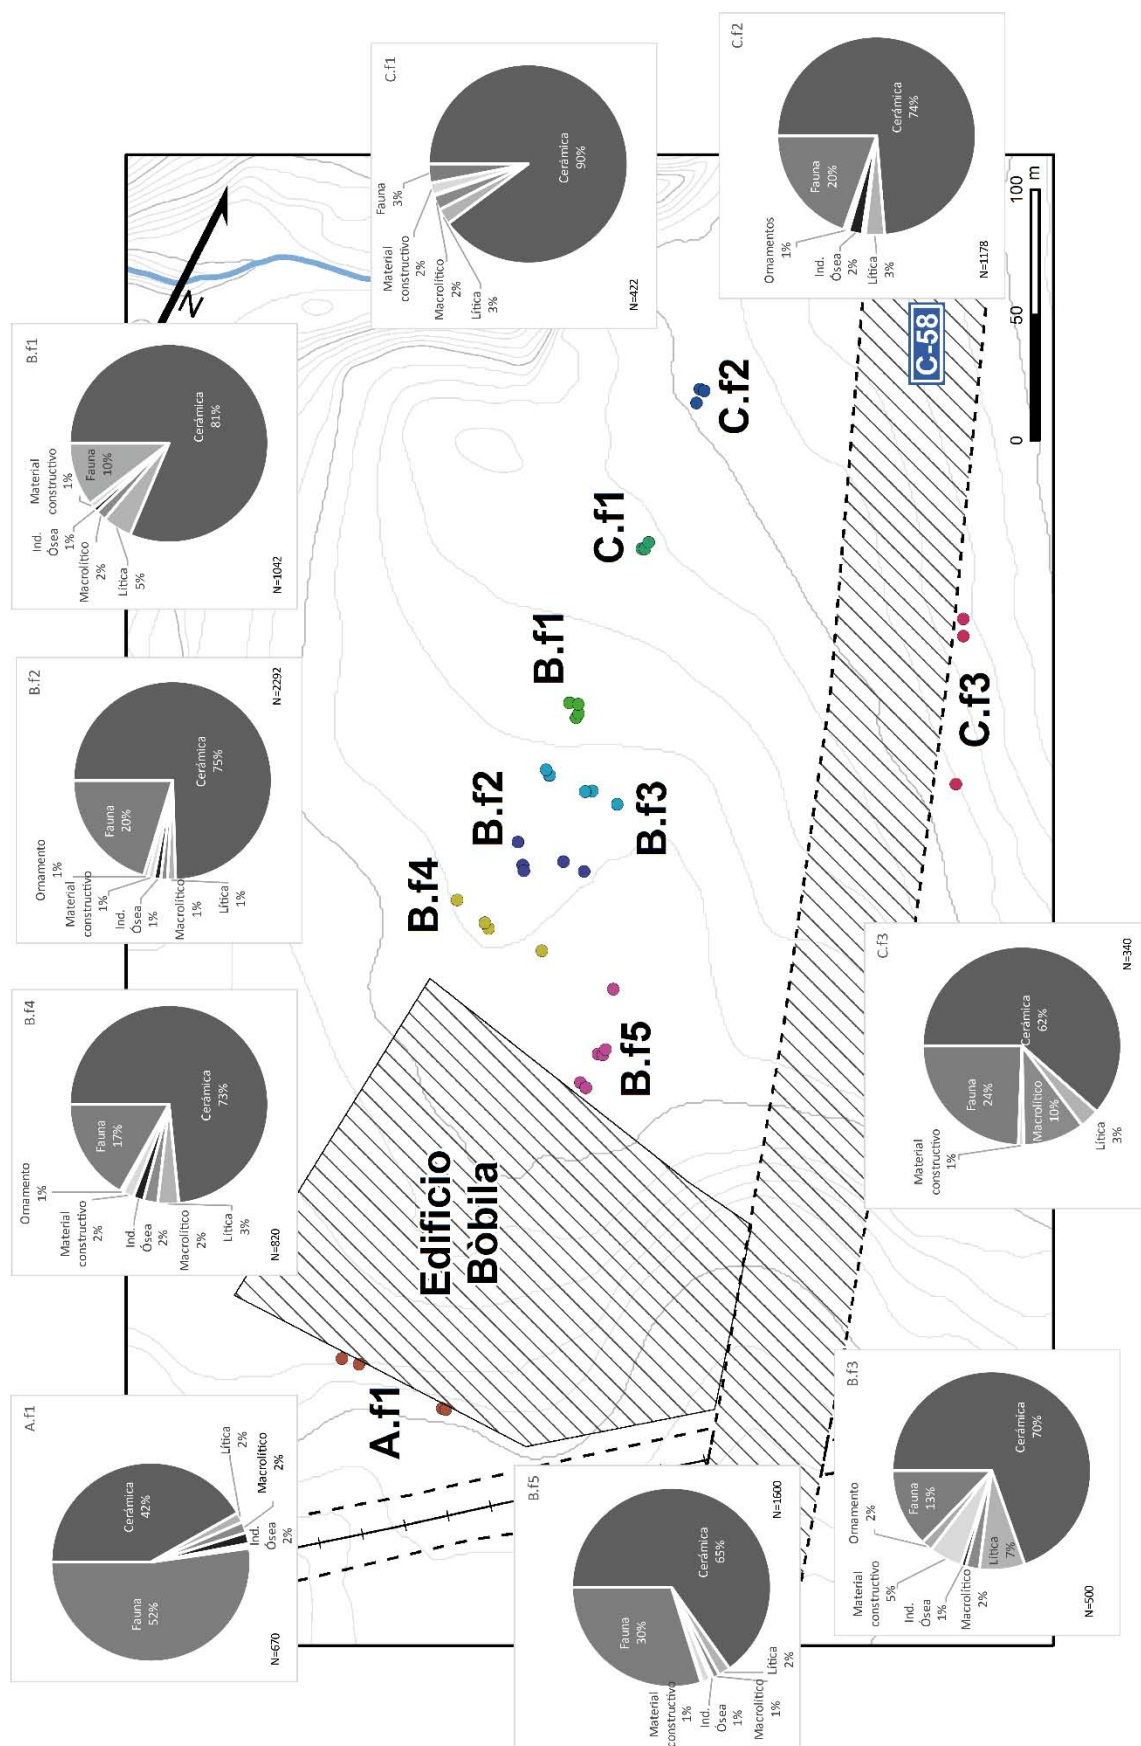 A.f1
Cerámica
42%
Lítica
2%
Macrolítico
2%
Ind.
Ósea
2%
Fauna
52%
N=670
B.f4
Cerámica
73%
Fauna
17%
Ornamento
1%
Material
constructivo
2%
Ind.
Ósea
2%
Macrolítico
2%
Lítica
3%
N=820
B.f2
Cerámica
75%
Fauna
20%
Ornamento
1%
Material
constructivo
1%
Ind.
Ósea
1%
Macrolítico
1%
Lítica
1%
N=2292
B.f1
Cerámica
81%
Fauna
10%
Material
constructivo
1%
Ind.
Ósea
1%
Macrolítico
2%
Lítica
5%
N=1042
C.f1
Cerámica
90%
Fauna
3%
Material
constructivo
2%
Macrolítico
2%
Lítica
3%
N=422
C.f2
Cerámica
74%
Fauna
20%
Ornamentos
1%
Ind.
Ósea
2%
Lítica
3%
N=1178
N
A.f1
Edificio
Bòbila
B.f4
B.f2
B.f1
B.f5
B.f3
C.f1
C.f2
C.f3
C-58
0 50 100 m
B.f5
Cerámica
65%
Fauna
30%
Material
constructivo
1%
Ind.
Ósea
1%
Macrolítico
1%
Lítica
2%
N=1600
B.f3
Cerámica
70%
Fauna
13%
Ornamento
2%
Material
constructivo
5%
Ind.
Ósea
1%
Macrolítico
2%
Lítica
7%
N=500
C.f3
Cerámica
62%
Fauna
24%
Material
constructivo
1%
Macrolítico
10%
Lítica
3%
N=340